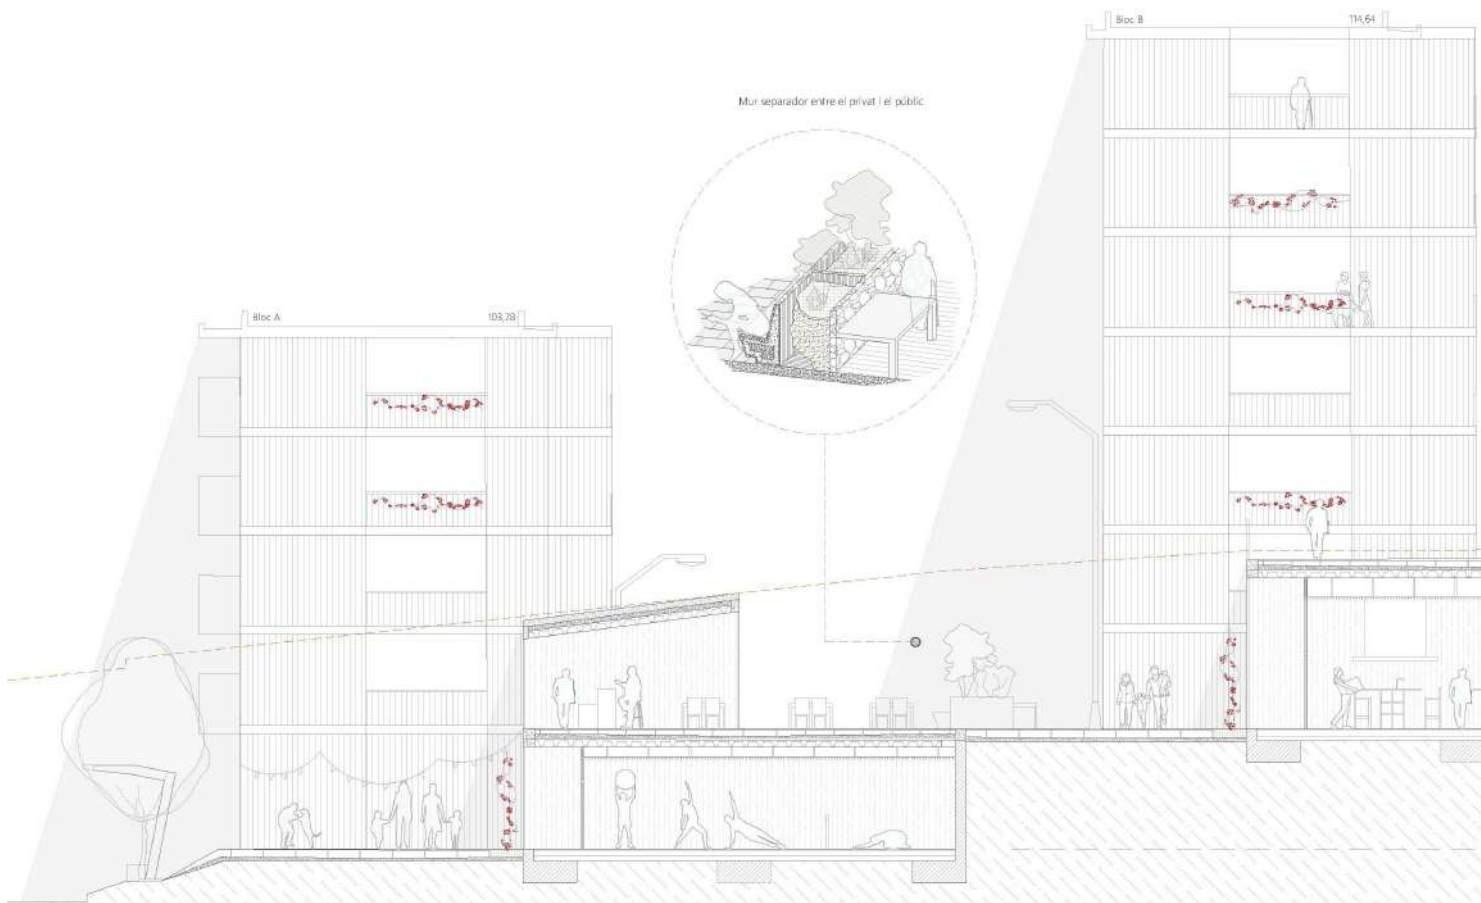 Bloc B
114,64
Mur separador entre el privat i el públic
Bloc A
103,78